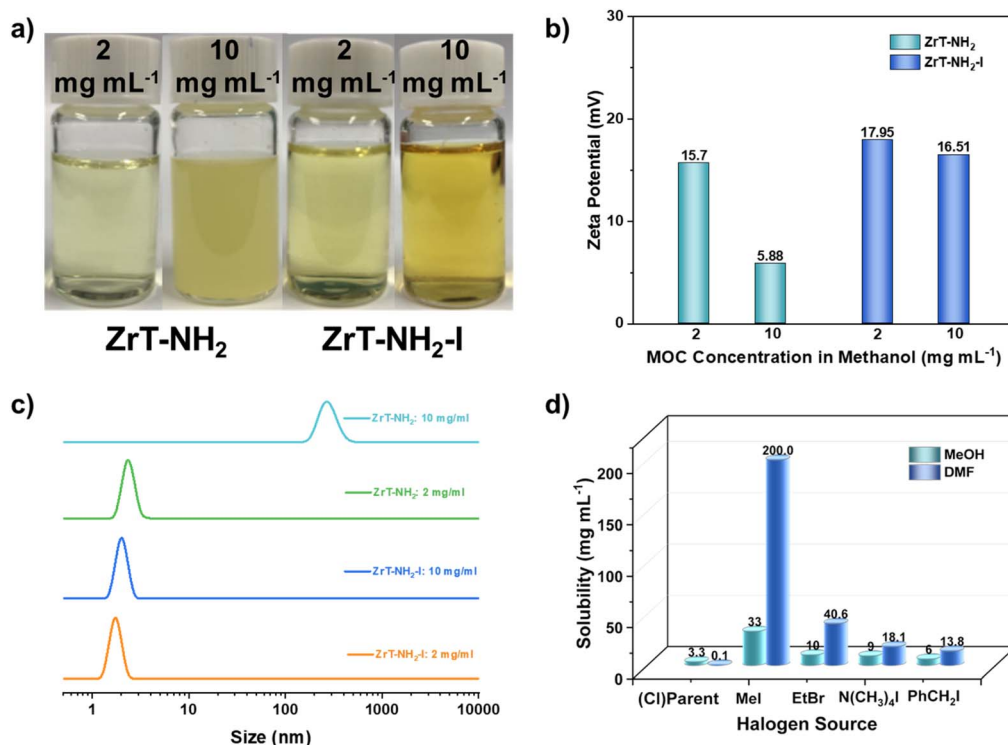 a)
2
mg mL⁻¹
10
mg mL⁻¹
2
mg mL⁻¹
10
mg mL⁻¹
ZrT-NH₂
ZrT-NH₂-I
b)
Zeta Potential (mV)
30
20
10
0
ZrT-NH₂
ZrT-NH₂-I
15.7
5.88
17.95
16.51
2
10
2
10
MOC Concentration in Methanol (mg mL⁻¹)
c)
ZrT-NH₂: 10 mg/ml
ZrT-NH₂: 2 mg/ml
ZrT-NH₂-I: 10 mg/ml
ZrT-NH₂-I: 2 mg/ml
1
10
100
1000
10000
Size (nm)
d)
Solubility (mg mL⁻¹)
200
150
100
50
0
MeOH
DMF
3.3
0.1
33
200.0
10
40.6
9
18.1
6
13.8
(Cl)Parent
MeI
EtBr
N(CH₃)₄I
PhCH₂I
Halogen Source